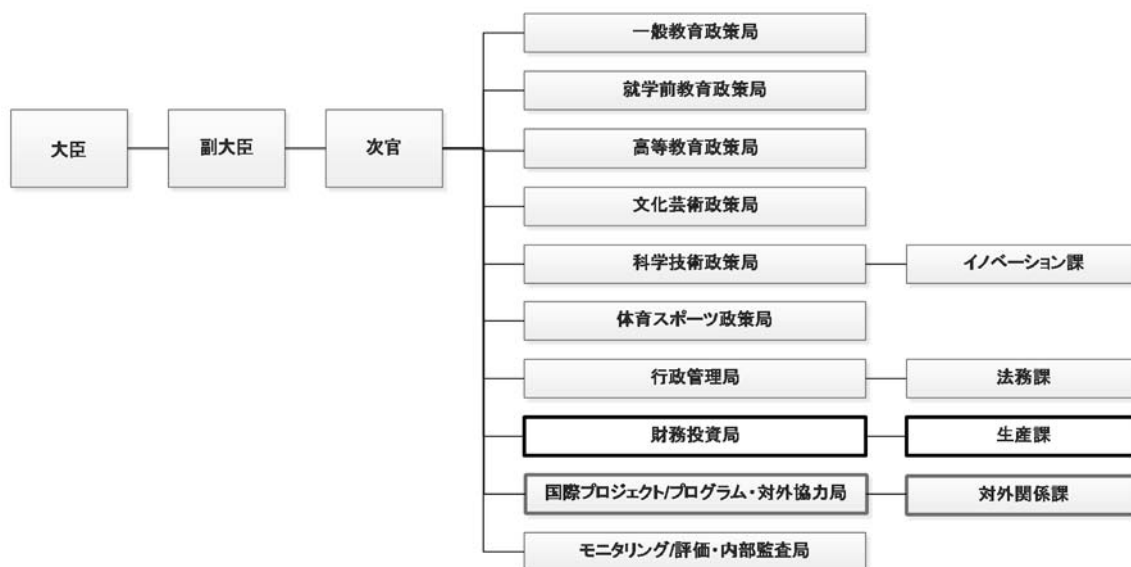 大臣
副大臣
次官
一般教育政策局
就学前教育政策局
高等教育政策局
文化芸術政策局
科学技術政策局
イノベーション課
体育スポーツ政策局
行政管理局
法務課
財務投資局
生産課
国際プロジェクト/プログラム・対外協力局
対外関係課
モニタリング/評価・内部監査局